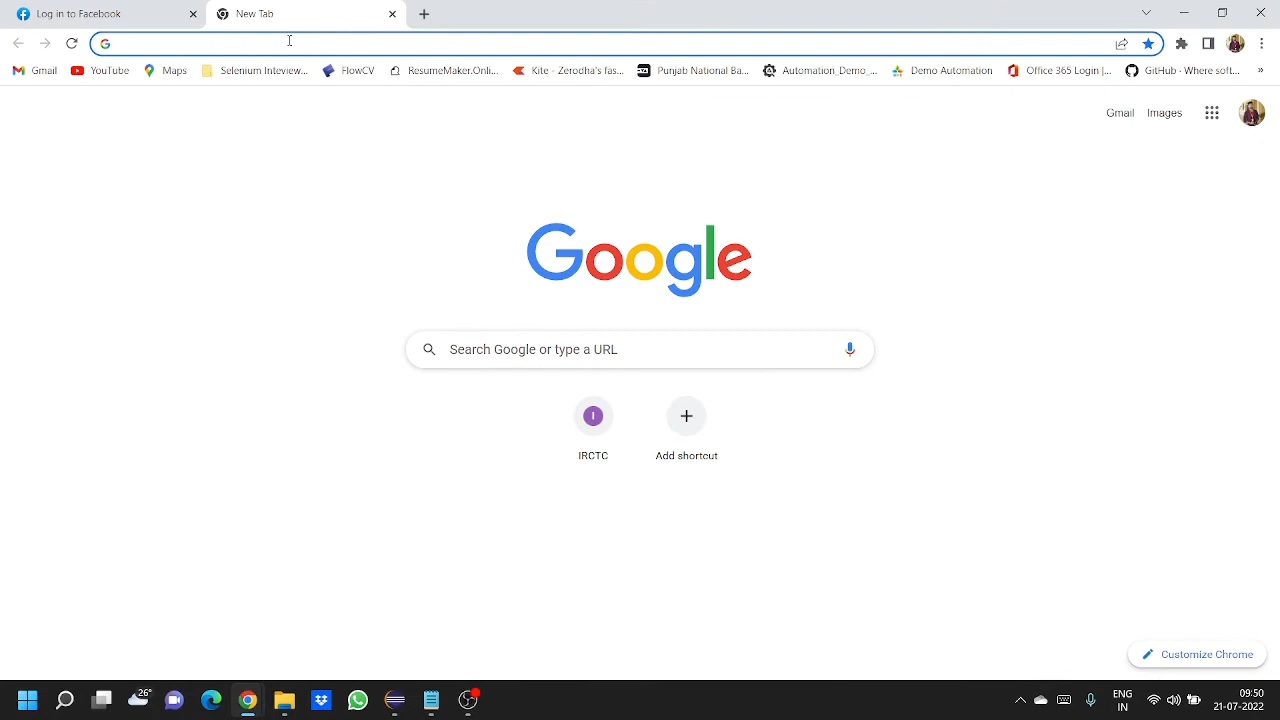 Log in to Facebook
New Tab
Gmail YouTube Maps Selenium Inteview... FlowCV ResumeMaker.Onli... Kite - Zerodha's fas... Punjab National Ba... Automation_Demo_... Demo Automation Office 365 Login |... GitHub · Where soft... »
Gmail Images
Google
Search Google or type a URL
I
IRCTC Add shortcut
Customize Chrome
26°
ENG
IN
09:50
21-07-2022